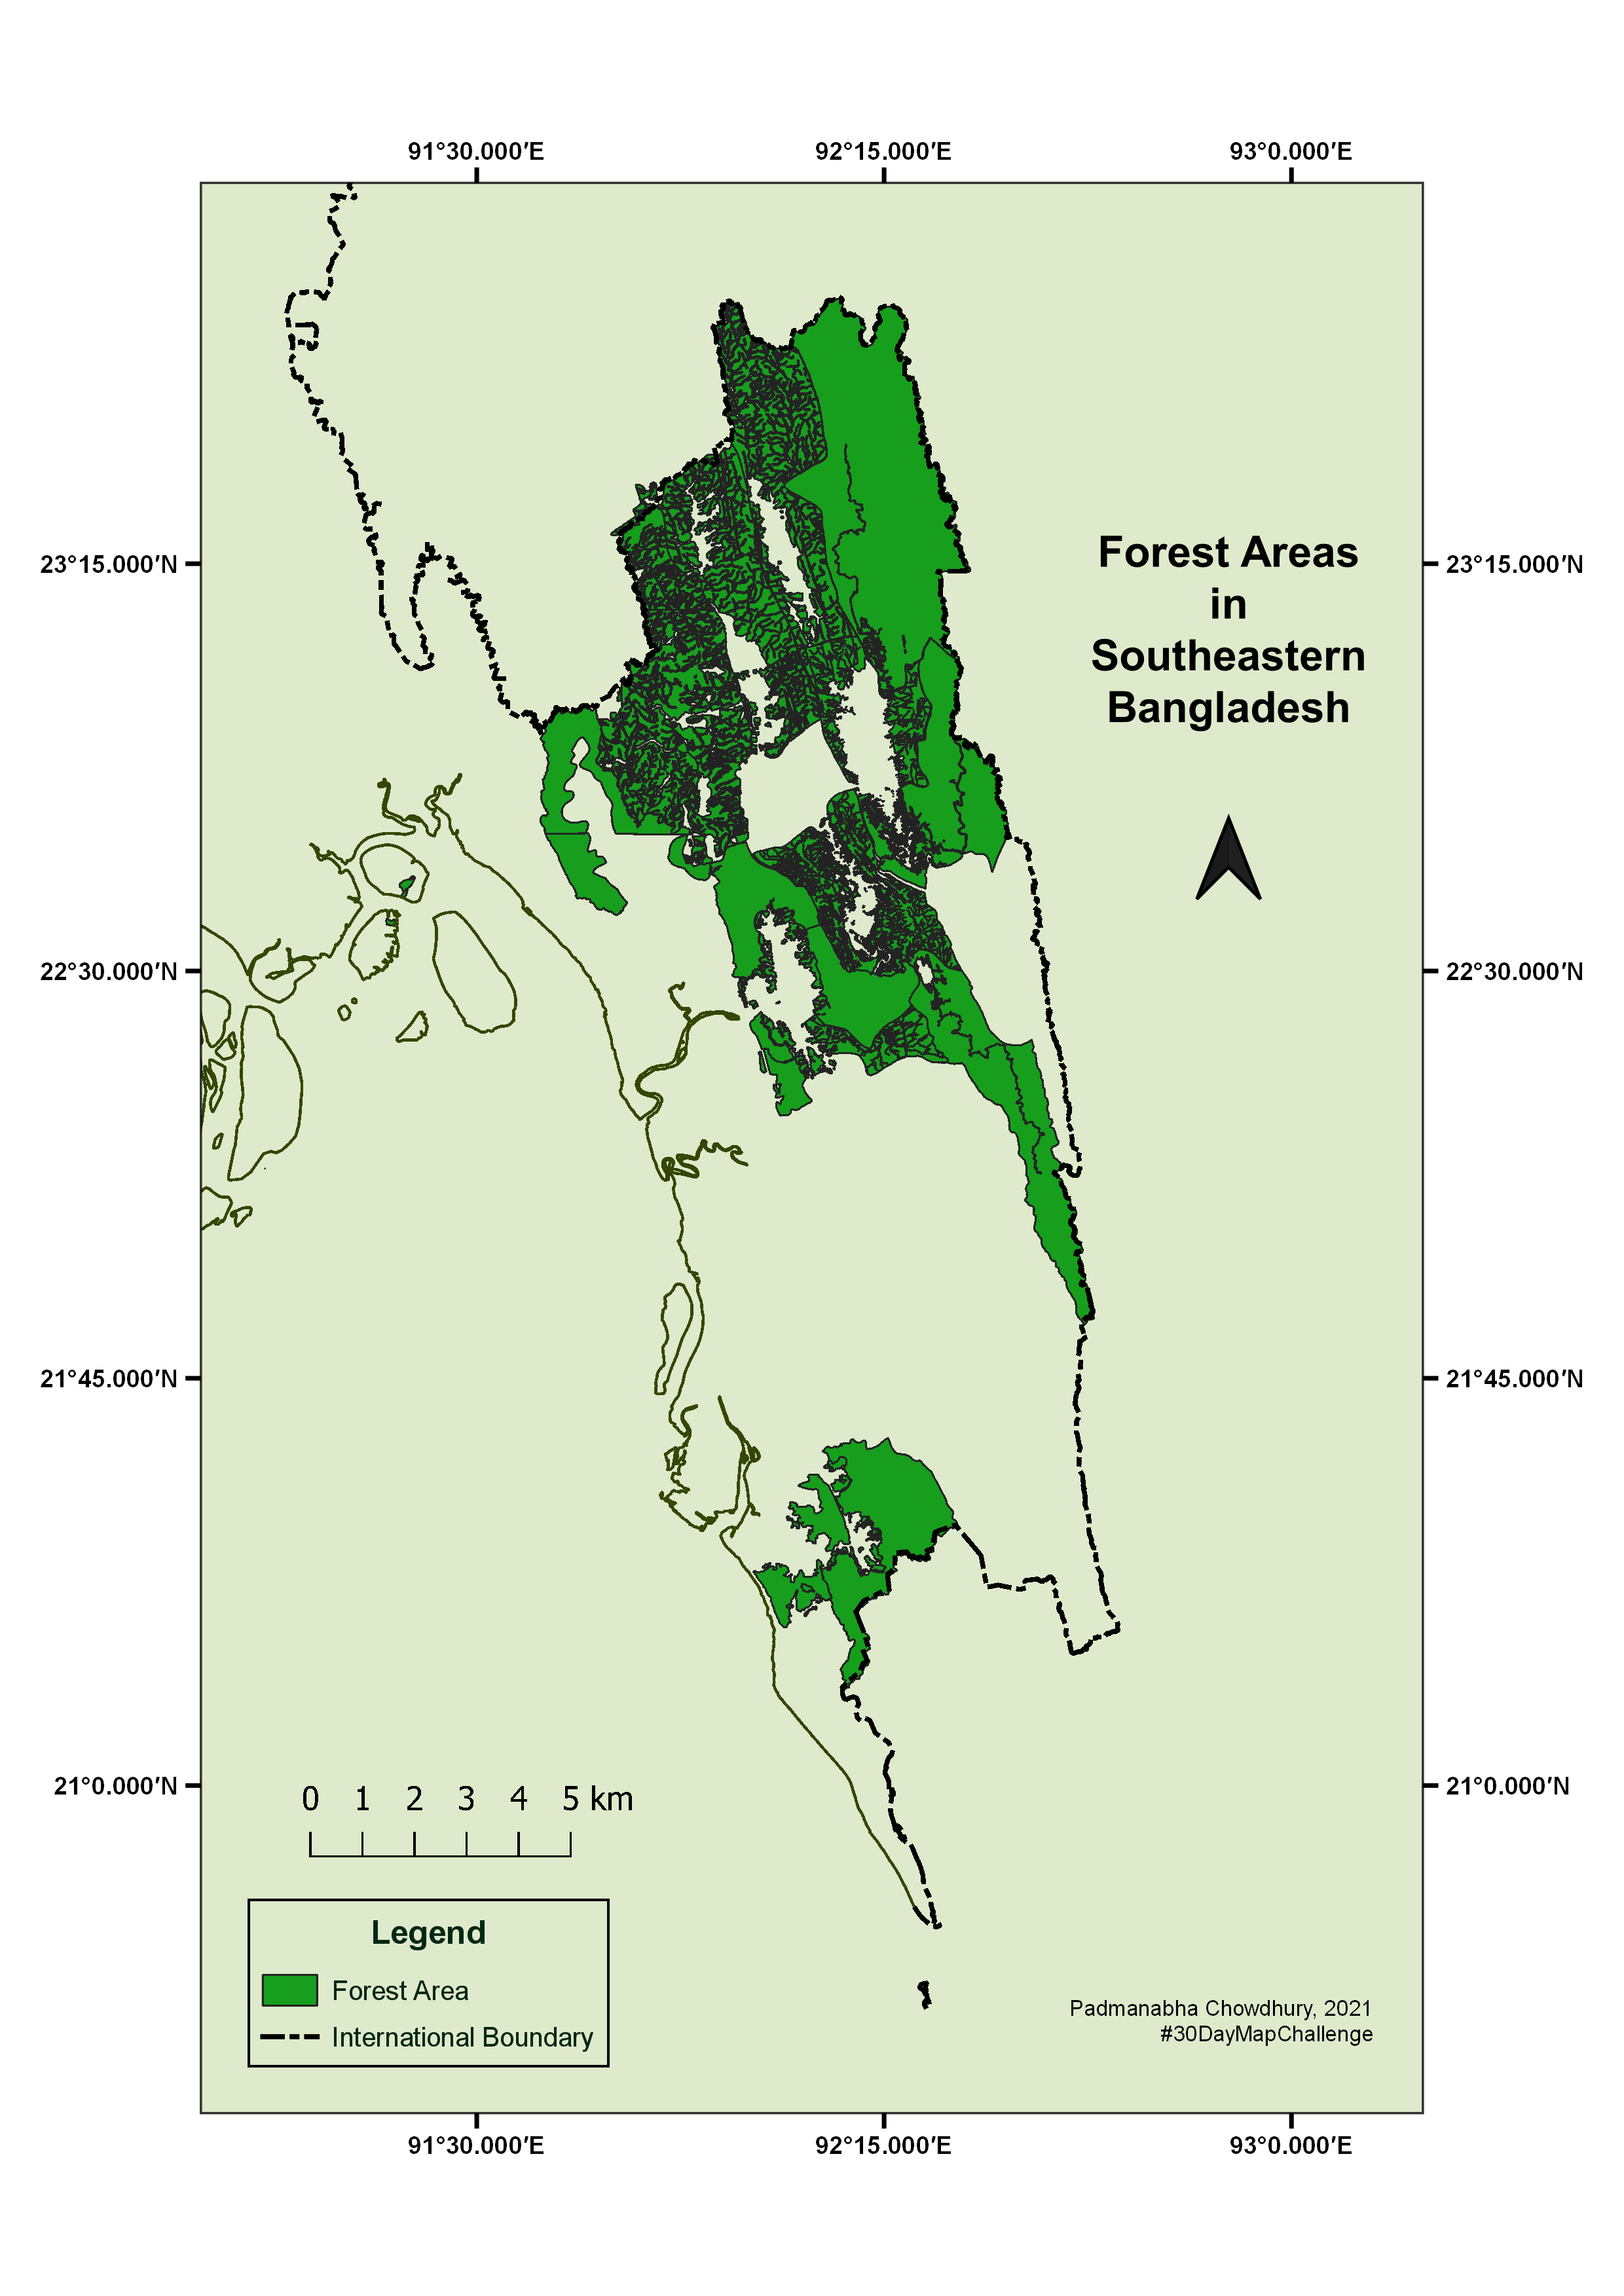 91°30.000′E 92°15.000′E 93°0.000′E
Forest Areas
in
Southeastern
Bangladesh
23°15.000′N 23°15.000′N
22°30.000′N 22°30.000′N
21°45.000′N 21°45.000′N
21°0.000′N 21°0.000′N
0 1 2 3 4 5 km
Legend
Forest Area
International Boundary
Padmanabha Chowdhury, 2021
#30DayMapChallenge
91°30.000′E 92°15.000′E 93°0.000′E